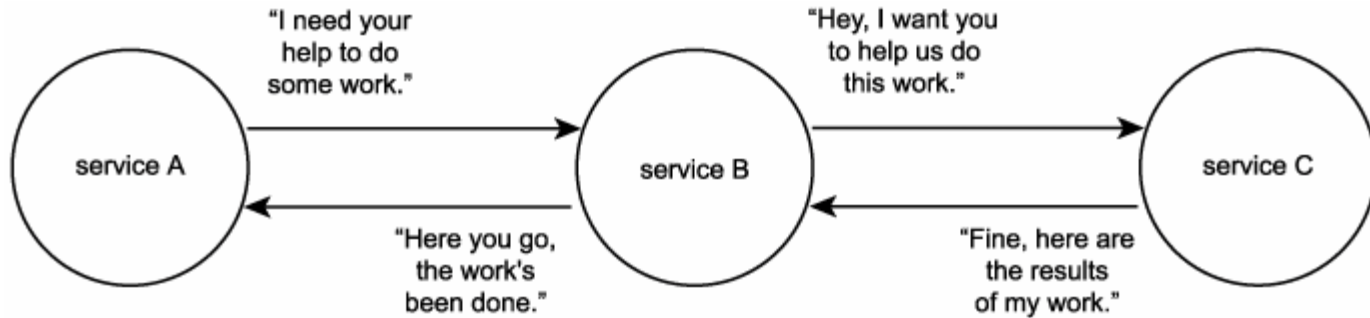 “I need your
help to do
some work.”
“Hey, I want you
to help us do
this work.”
service A
service B
service C
“Here you go,
the work's
been done.”
“Fine, here are
the results
of my work.”